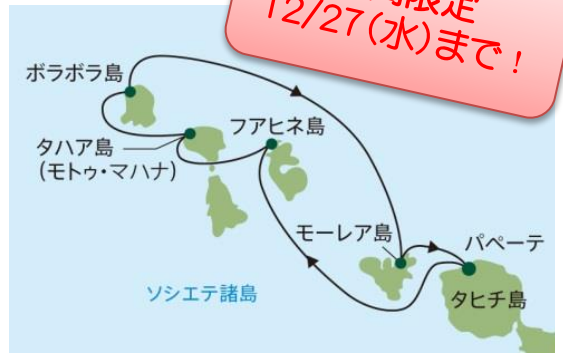 限定
12/27(水)まで！
ボラボラ島
フアヒネ島
タハア島
(モトゥ・マハナ)
モーレア島
パペーテ
ソシエテ諸島
タヒチ島